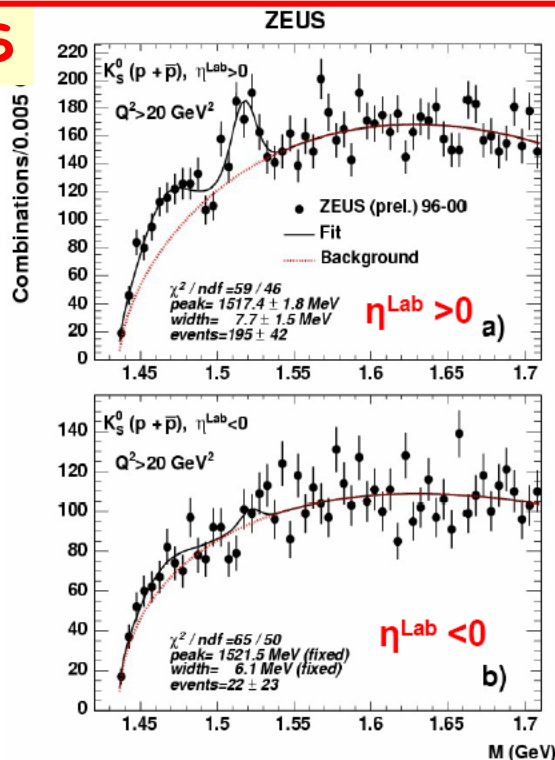 S
ZEUS
Combinations/0.005
220
200
180
160
140
120
100
80
60
40
20
0
K⁰_S (p + p̄), η^Lab>0
Q²>20 GeV²
ZEUS (prel.) 96-00
Fit
Background
χ² / ndf =59 / 46
peak= 1517.4 ± 1.8 MeV
width= 7.7 ± 1.5 MeV
events=195 ± 42
η^Lab >0
a)
1.45 1.5 1.55 1.6 1.65 1.7
140
120
100
80
60
40
20
0
K⁰_S (p + p̄), η^Lab<0
Q²>20 GeV²
χ² / ndf =65 / 50
peak= 1521.5 MeV (fixed)
width= 6.1 MeV (fixed)
events=22 ± 23
η^Lab <0
b)
1.45 1.5 1.55 1.6 1.65 1.7
M (GeV)